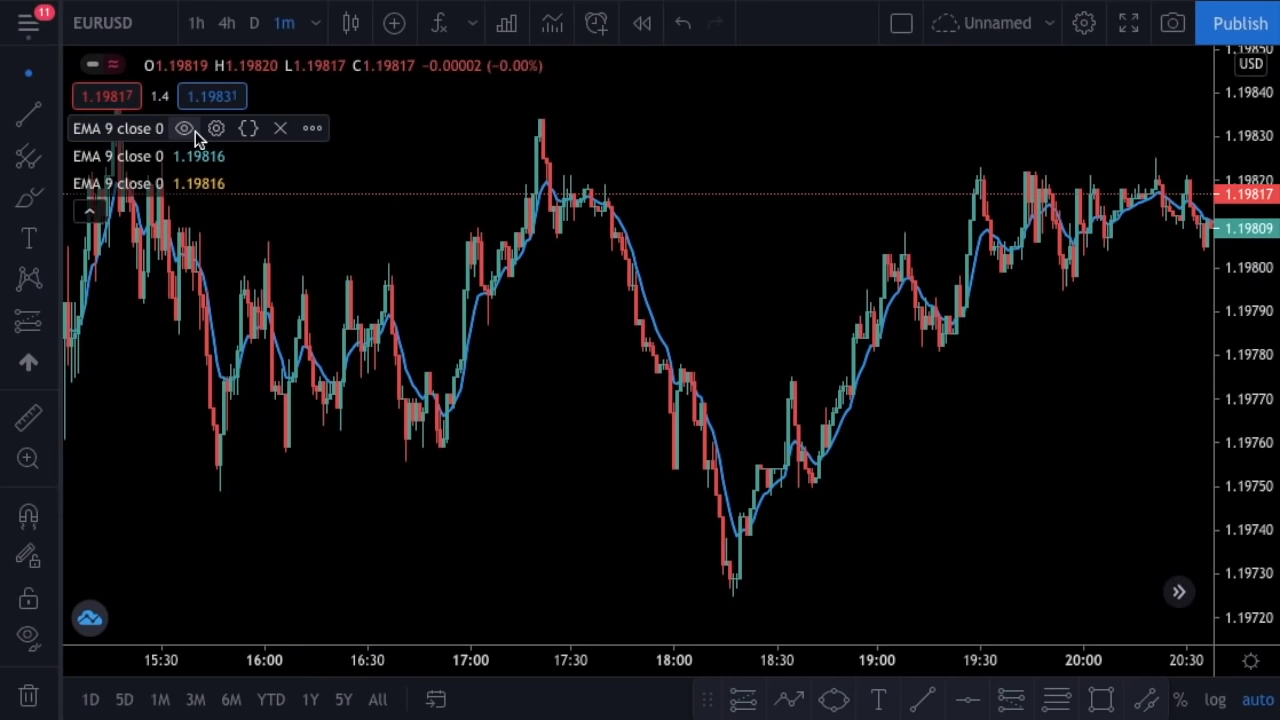 11
EURUSD 1h 4h D 1m Unnamed Publish
O1.19819 H1.19820 L1.19817 C1.19817 −0.00002 (−0.00%)
1.19817 1.4 1.19831
EMA 9 close 0
EMA 9 close 0 1.19816
EMA 9 close 0 1.19816
1.19850
USD
1.19840
1.19830
1.19820
1.19817
1.19809
1.19800
1.19790
1.19780
1.19770
1.19760
1.19750
1.19740
1.19730
1.19720
15:30 16:00 16:30 17:00 17:30 18:00 18:30 19:00 19:30 20:00 20:30
1D 5D 1M 3M 6M YTD 1Y 5Y All % log auto